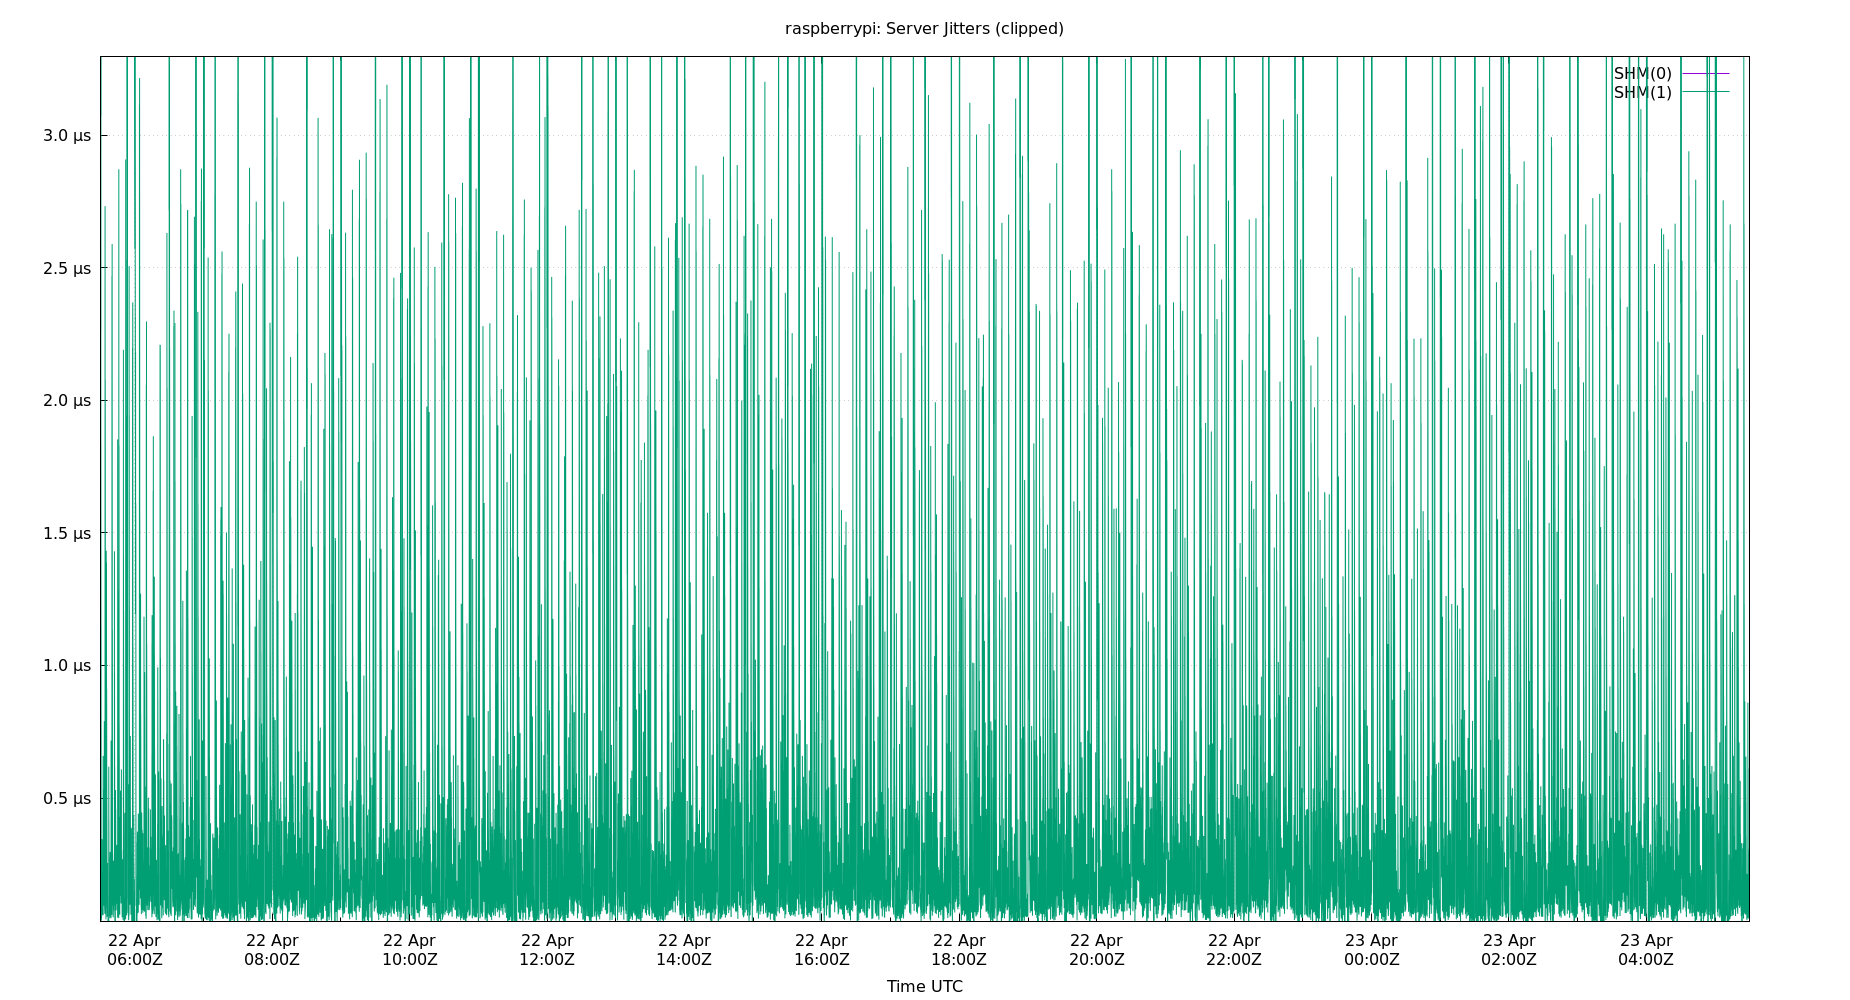 raspberrypi: Server Jitters (clipped)
SHM(0)
SHM(1)
3.0 µs
2.5 µs
2.0 µs
1.5 µs
1.0 µs
0.5 µs
22 Apr 22 Apr 22 Apr 22 Apr 22 Apr 22 Apr 22 Apr 22 Apr 22 Apr 23 Apr 23 Apr 23 Apr
06:00Z 08:00Z 10:00Z 12:00Z 14:00Z 16:00Z 18:00Z 20:00Z 22:00Z 00:00Z 02:00Z 04:00Z
Time UTC